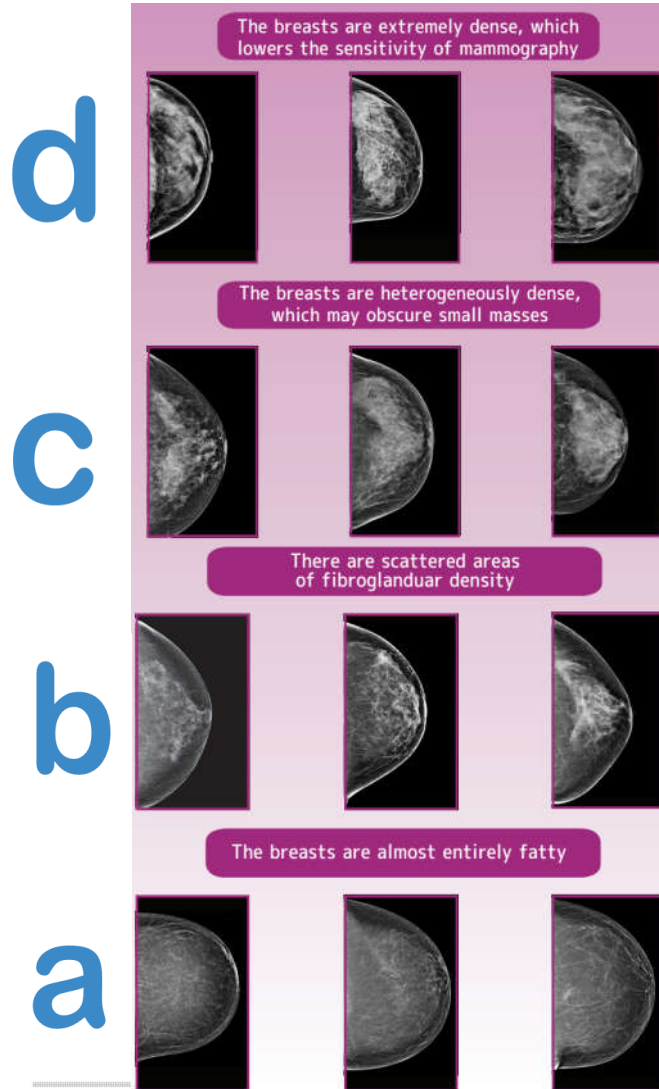 The breasts are extremely dense, which
lowers the sensitivity of mammography
d
The breasts are heterogeneously dense,
which may obscure small masses
c
There are scattered areas
of fibroglanduar density
b
The breasts are almost entirely fatty
a